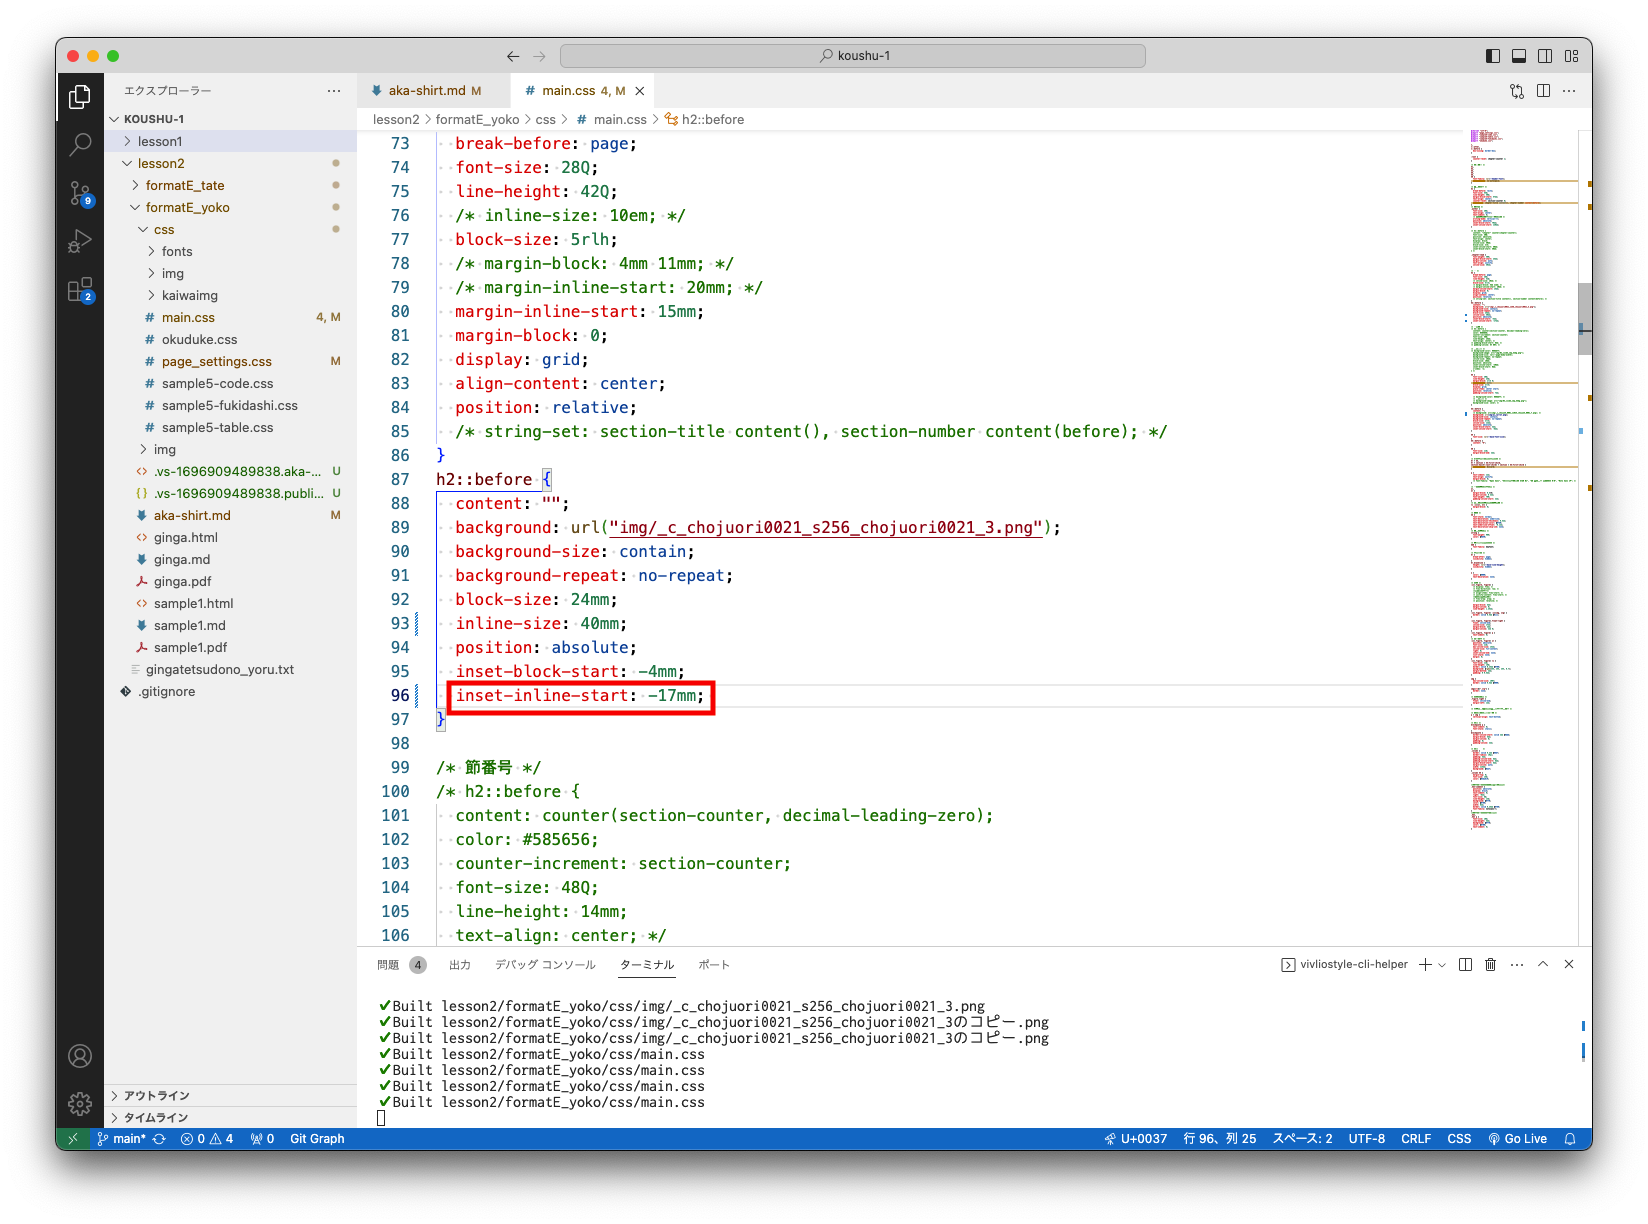 koushu-1
エクスプローラー
KOUSHU-1
lesson1
lesson2
formatE_tate
formatE_yoko
css
fonts
img
kaiwaimg
# main.css 4, M
# okuduke.css
# page_settings.css M
# sample5-code.css
# sample5-fukidashi.css
# sample5-table.css
img
<> .vs-1696909489838.aka-... U
{} .vs-1696909489838.publi... U
aka-shirt.md M
<> ginga.html
ginga.md
ginga.pdf
<> sample1.html
sample1.md
sample1.pdf
gingatetsudono_yoru.txt
.gitignore
アウトライン
タイムライン
9
2
aka-shirt.md M
# main.css 4, M
lesson2 > formatE_yoko > css > # main.css > h2::before
73 break-before: page;
74 font-size: 28Q;
75 line-height: 42Q;
76 /* inline-size: 10em; */
77 block-size: 5rlh;
78 /* margin-block: 4mm 11mm; */
79 /* margin-inline-start: 20mm; */
80 margin-inline-start: 15mm;
81 margin-block: 0;
82 display: grid;
83 align-content: center;
84 position: relative;
85 /* string-set: section-title content(), section-number content(before); */
86 }
87 h2::before {
88 content: "";
89 background: url("img/_c_chojuori0021_s256_chojuori0021_3.png");
90 background-size: contain;
91 background-repeat: no-repeat;
92 block-size: 24mm;
93 inline-size: 40mm;
94 position: absolute;
95 inset-block-start: -4mm;
96 inset-inline-start: -17mm;
97 }
98
99 /* 節番号 */
100 /* h2::before {
101 content: counter(section-counter, decimal-leading-zero);
102 color: #585656;
103 counter-increment: section-counter;
104 font-size: 48Q;
105 line-height: 14mm;
106 text-align: center; */
問題 4 出力 デバッグ コンソール ターミナル ポート
vivliostyle-cli-helper
✔Built lesson2/formatE_yoko/css/img/_c_chojuori0021_s256_chojuori0021_3.png
✔Built lesson2/formatE_yoko/css/img/_c_chojuori0021_s256_chojuori0021_3のコピー.png
✔Built lesson2/formatE_yoko/css/img/_c_chojuori0021_s256_chojuori0021_3のコピー.png
✔Built lesson2/formatE_yoko/css/main.css
✔Built lesson2/formatE_yoko/css/main.css
✔Built lesson2/formatE_yoko/css/main.css
✔Built lesson2/formatE_yoko/css/main.css
main* 0 4 0 Git Graph
U+0037 行 96、列 25 スペース: 2 UTF-8 CRLF CSS Go Live